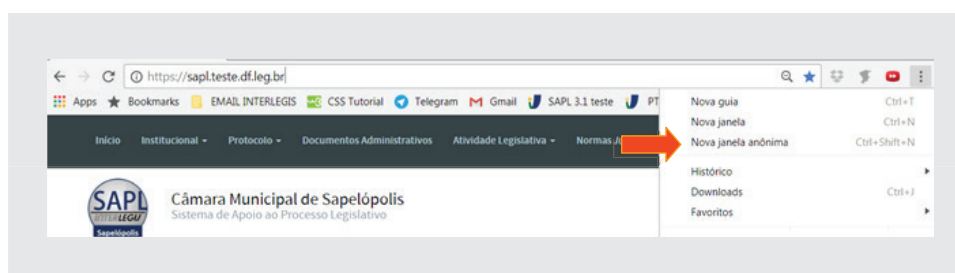 https://sapl.teste.df.leg.br
Apps Bookmarks EMAIL INTERLEGIS CSS Tutorial Telegram Gmail SAPL 3.1 teste PT
Nova guia Ctrl+T
Nova janela Ctrl+N
Nova janela anônima Ctrl+Shift+N
Histórico
Downloads Ctrl+J
Favoritos
Início Institucional Protocolo Documentos Administrativos Atividade Legislativa Normas
SAPL
INTERLEGIS
Sapelópolis
Câmara Municipal de Sapelópolis
Sistema de Apoio ao Processo Legislativo